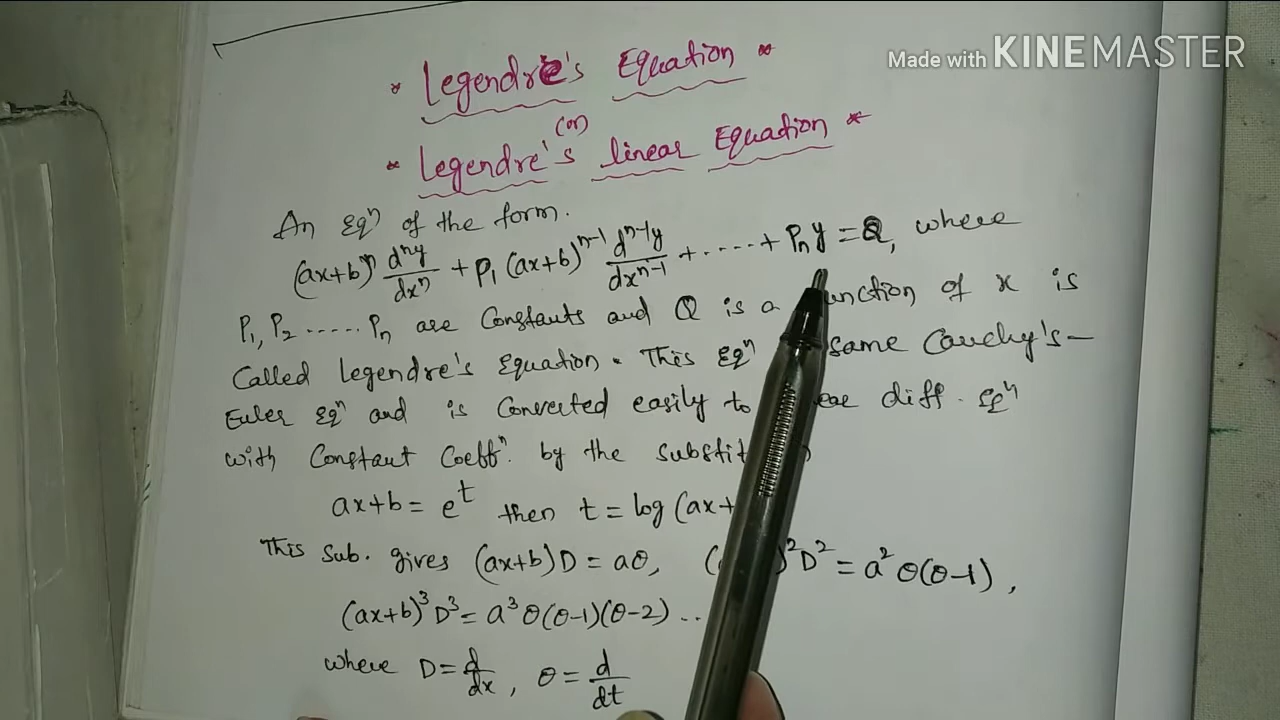 Made with KINEMASTER
* Legendre's Equation *
(or)
* Legendre's linear Equation *
An Eqⁿ of the form.
(ax+b)ⁿ dⁿy/dxⁿ + P₁ (ax+b)ⁿ⁻¹ dⁿ⁻¹y/dxⁿ⁻¹ + ...... + Pₙy = Q, where
P₁, P₂ ..... Pₙ are Constants and Q is a function of x is
Called Legendre's Equation. This Eqⁿ same Cauchy's-
Euler Eqⁿ and is Converted easily to diff. Eqⁿ
with Constant Coeffⁿ. by the
ax+b = eᵗ then t = log (ax+
This Sub. gives (ax+b)D = aθ, ( )²D² = a²θ(θ-1),
(ax+b)³D³ = a³θ(θ-1)(θ-2) ..
where D = d/dx, θ = d/dt